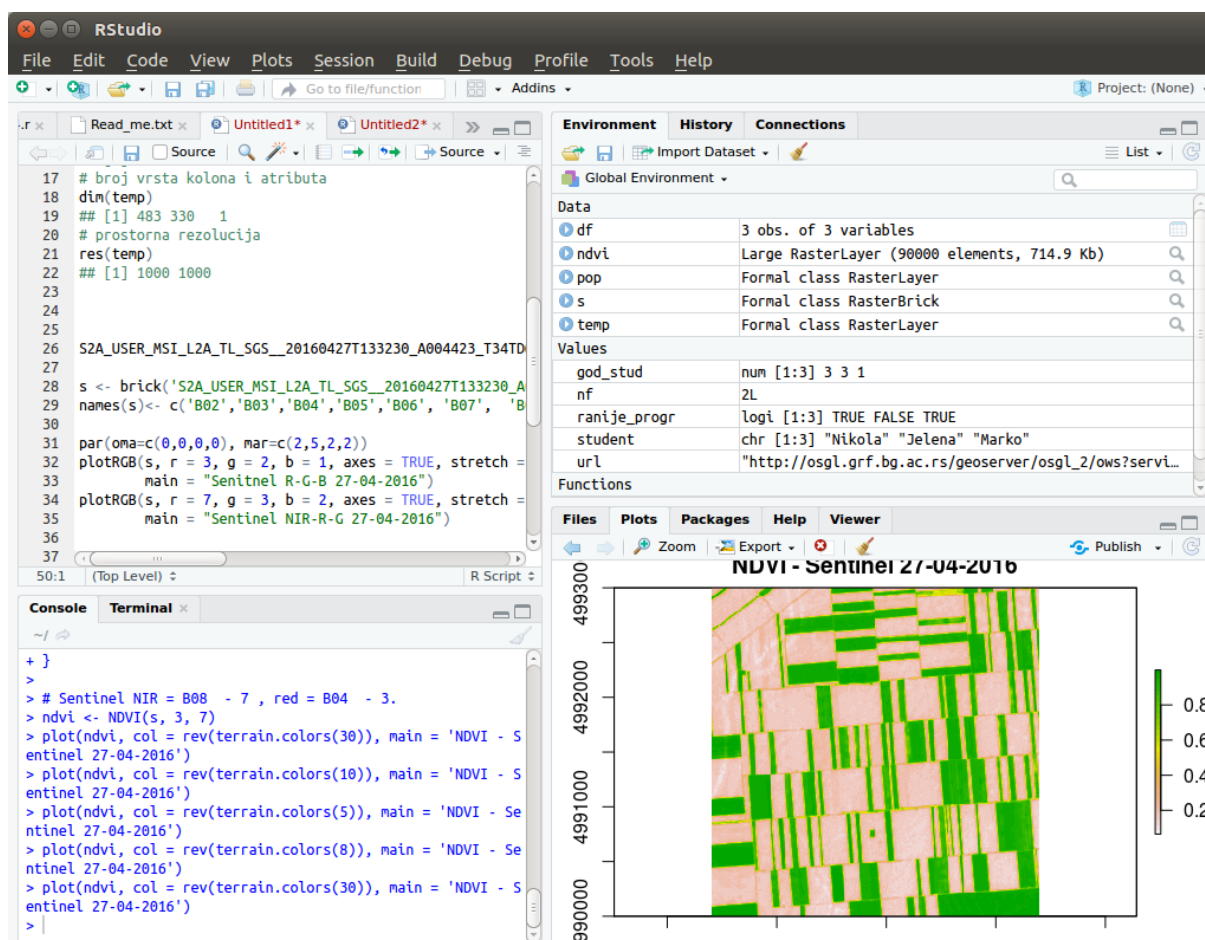 RStudio
File Edit Code View Plots Session Build Debug Profile Tools Help
Go to file/function Addins Project: (None)
.r Read_me.txt Untitled1* Untitled2*
Source Source
17 # broj vrsta kolona i atributa
18 dim(temp)
19 ## [1] 483 330 1
20 # prostorna rezolucija
21 res(temp)
22 ## [1] 1000 1000
23
24
25
26 S2A_USER_MSI_L2A_TL_SGS__20160427T133230_A004423_T34TD
27
28 s <- brick('S2A_USER_MSI_L2A_TL_SGS__20160427T133230_A
29 names(s)<- c('B02','B03','B04','B05','B06', 'B07', 'B
30
31 par(oma=c(0,0,0,0), mar=c(2,5,2,2))
32 plotRGB(s, r = 3, g = 2, b = 1, axes = TRUE, stretch =
33 main = "Sentitnel R-G-B 27-04-2016")
34 plotRGB(s, r = 7, g = 3, b = 2, axes = TRUE, stretch =
35 main = "Sentinel NIR-R-G 27-04-2016")
36
37
50:1 (Top Level) R Script
Console Terminal
~/
+ }
>
> # Sentinel NIR = B08 - 7 , red = B04 - 3.
> ndvi <- NDVI(s, 3, 7)
> plot(ndvi, col = rev(terrain.colors(30)), main = 'NDVI - S
entinel 27-04-2016')
> plot(ndvi, col = rev(terrain.colors(10)), main = 'NDVI - S
entinel 27-04-2016')
> plot(ndvi, col = rev(terrain.colors(5)), main = 'NDVI - Se
ntinel 27-04-2016')
> plot(ndvi, col = rev(terrain.colors(8)), main = 'NDVI - Se
ntinel 27-04-2016')
> plot(ndvi, col = rev(terrain.colors(30)), main = 'NDVI - S
entinel 27-04-2016')
>
Environment History Connections
Import Dataset List
Global Environment
Data
df 3 obs. of 3 variables
ndvi Large RasterLayer (90000 elements, 714.9 Kb)
pop Formal class RasterLayer
s Formal class RasterBrick
temp Formal class RasterLayer
Values
god_stud num [1:3] 3 3 1
nf 2L
ranije_progr logi [1:3] TRUE FALSE TRUE
student chr [1:3] "Nikola" "Jelena" "Marko"
url "http://osgl.grf.bg.ac.rs/geoserver/osgl_2/ows?servi…
Functions
Files Plots Packages Help Viewer
Zoom Export Publish
NDVI - Sentinel 27-04-2016
499300
4992000
4991000
990000
0.8
0.6
0.4
0.2